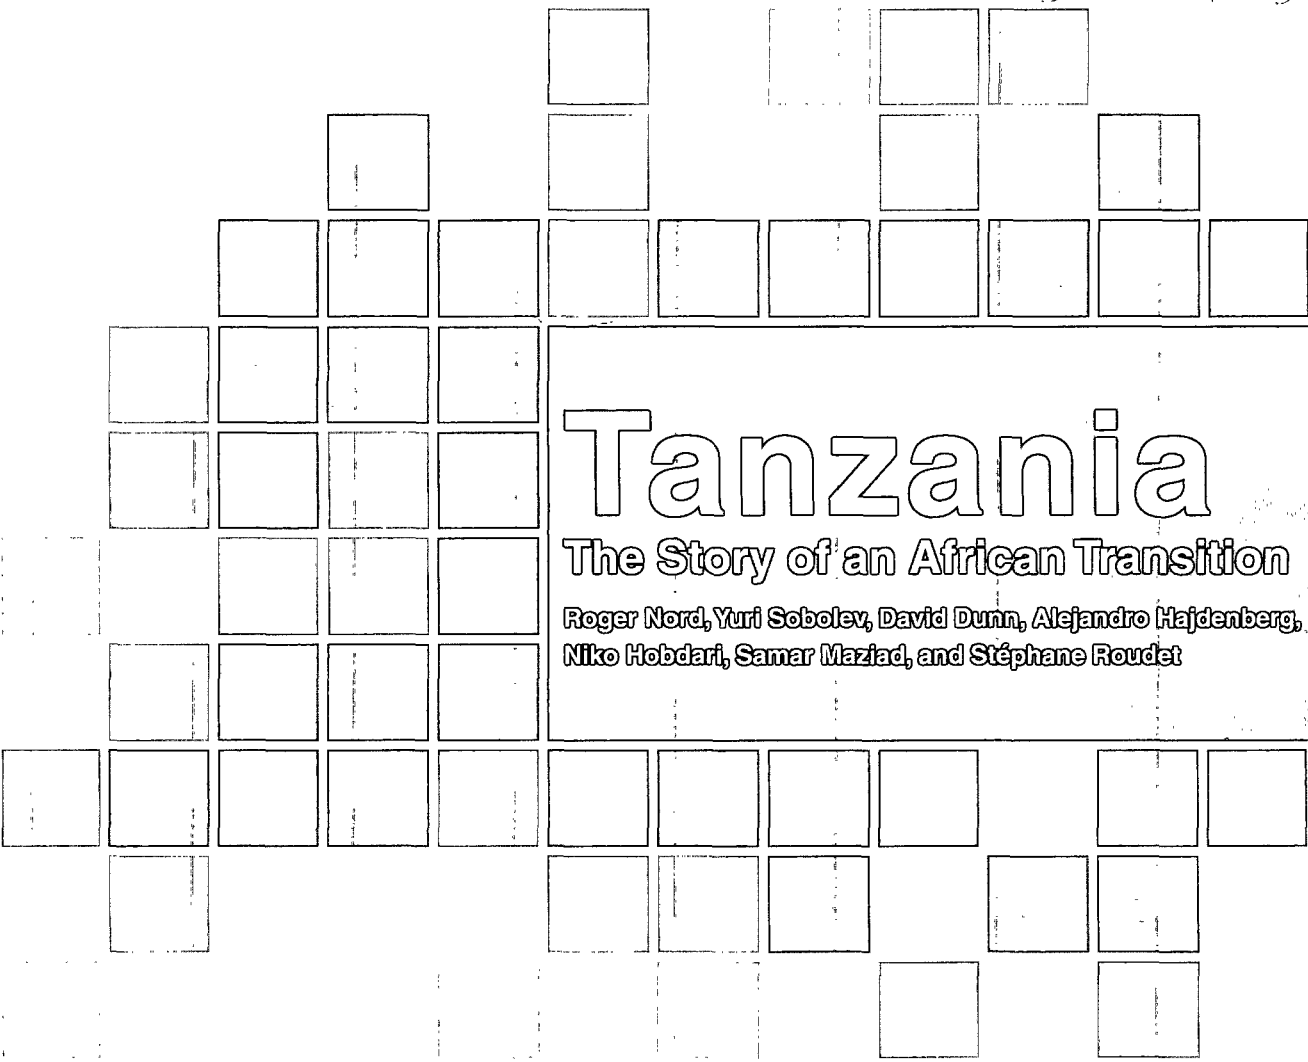 Tanzania
The Story of an African Transition
Roger Nord, Yuri Sobolev, David Dunn, Alejandro Hajdenberg,
Niko Hobdari, Samar Maziad, and Stéphane Roudet